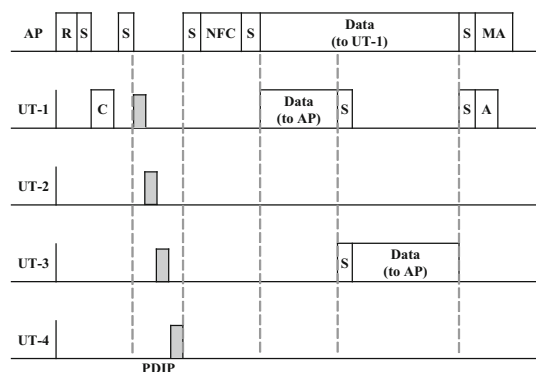 AP R S S S NFC S Data (to UT-1) S MA
UT-1 C Data (to AP) S S A
UT-2
UT-3 S Data (to AP)
UT-4
PDIP